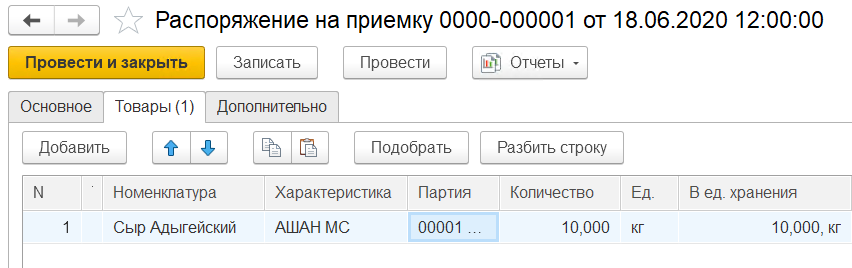 Распоряжение на приемку 0000-000001 от 18.06.2020 12:00:00
Провести и закрыть Записать Провести Отчеты
Основное Товары (1) Дополнительно
Добавить Подобрать Разбить строку
N Номенклатура Характеристика Партия Количество Ед. В ед. хранения
1 Сыр Адыгейский АШАН МС 00001 ... 10,000 кг 10,000, кг